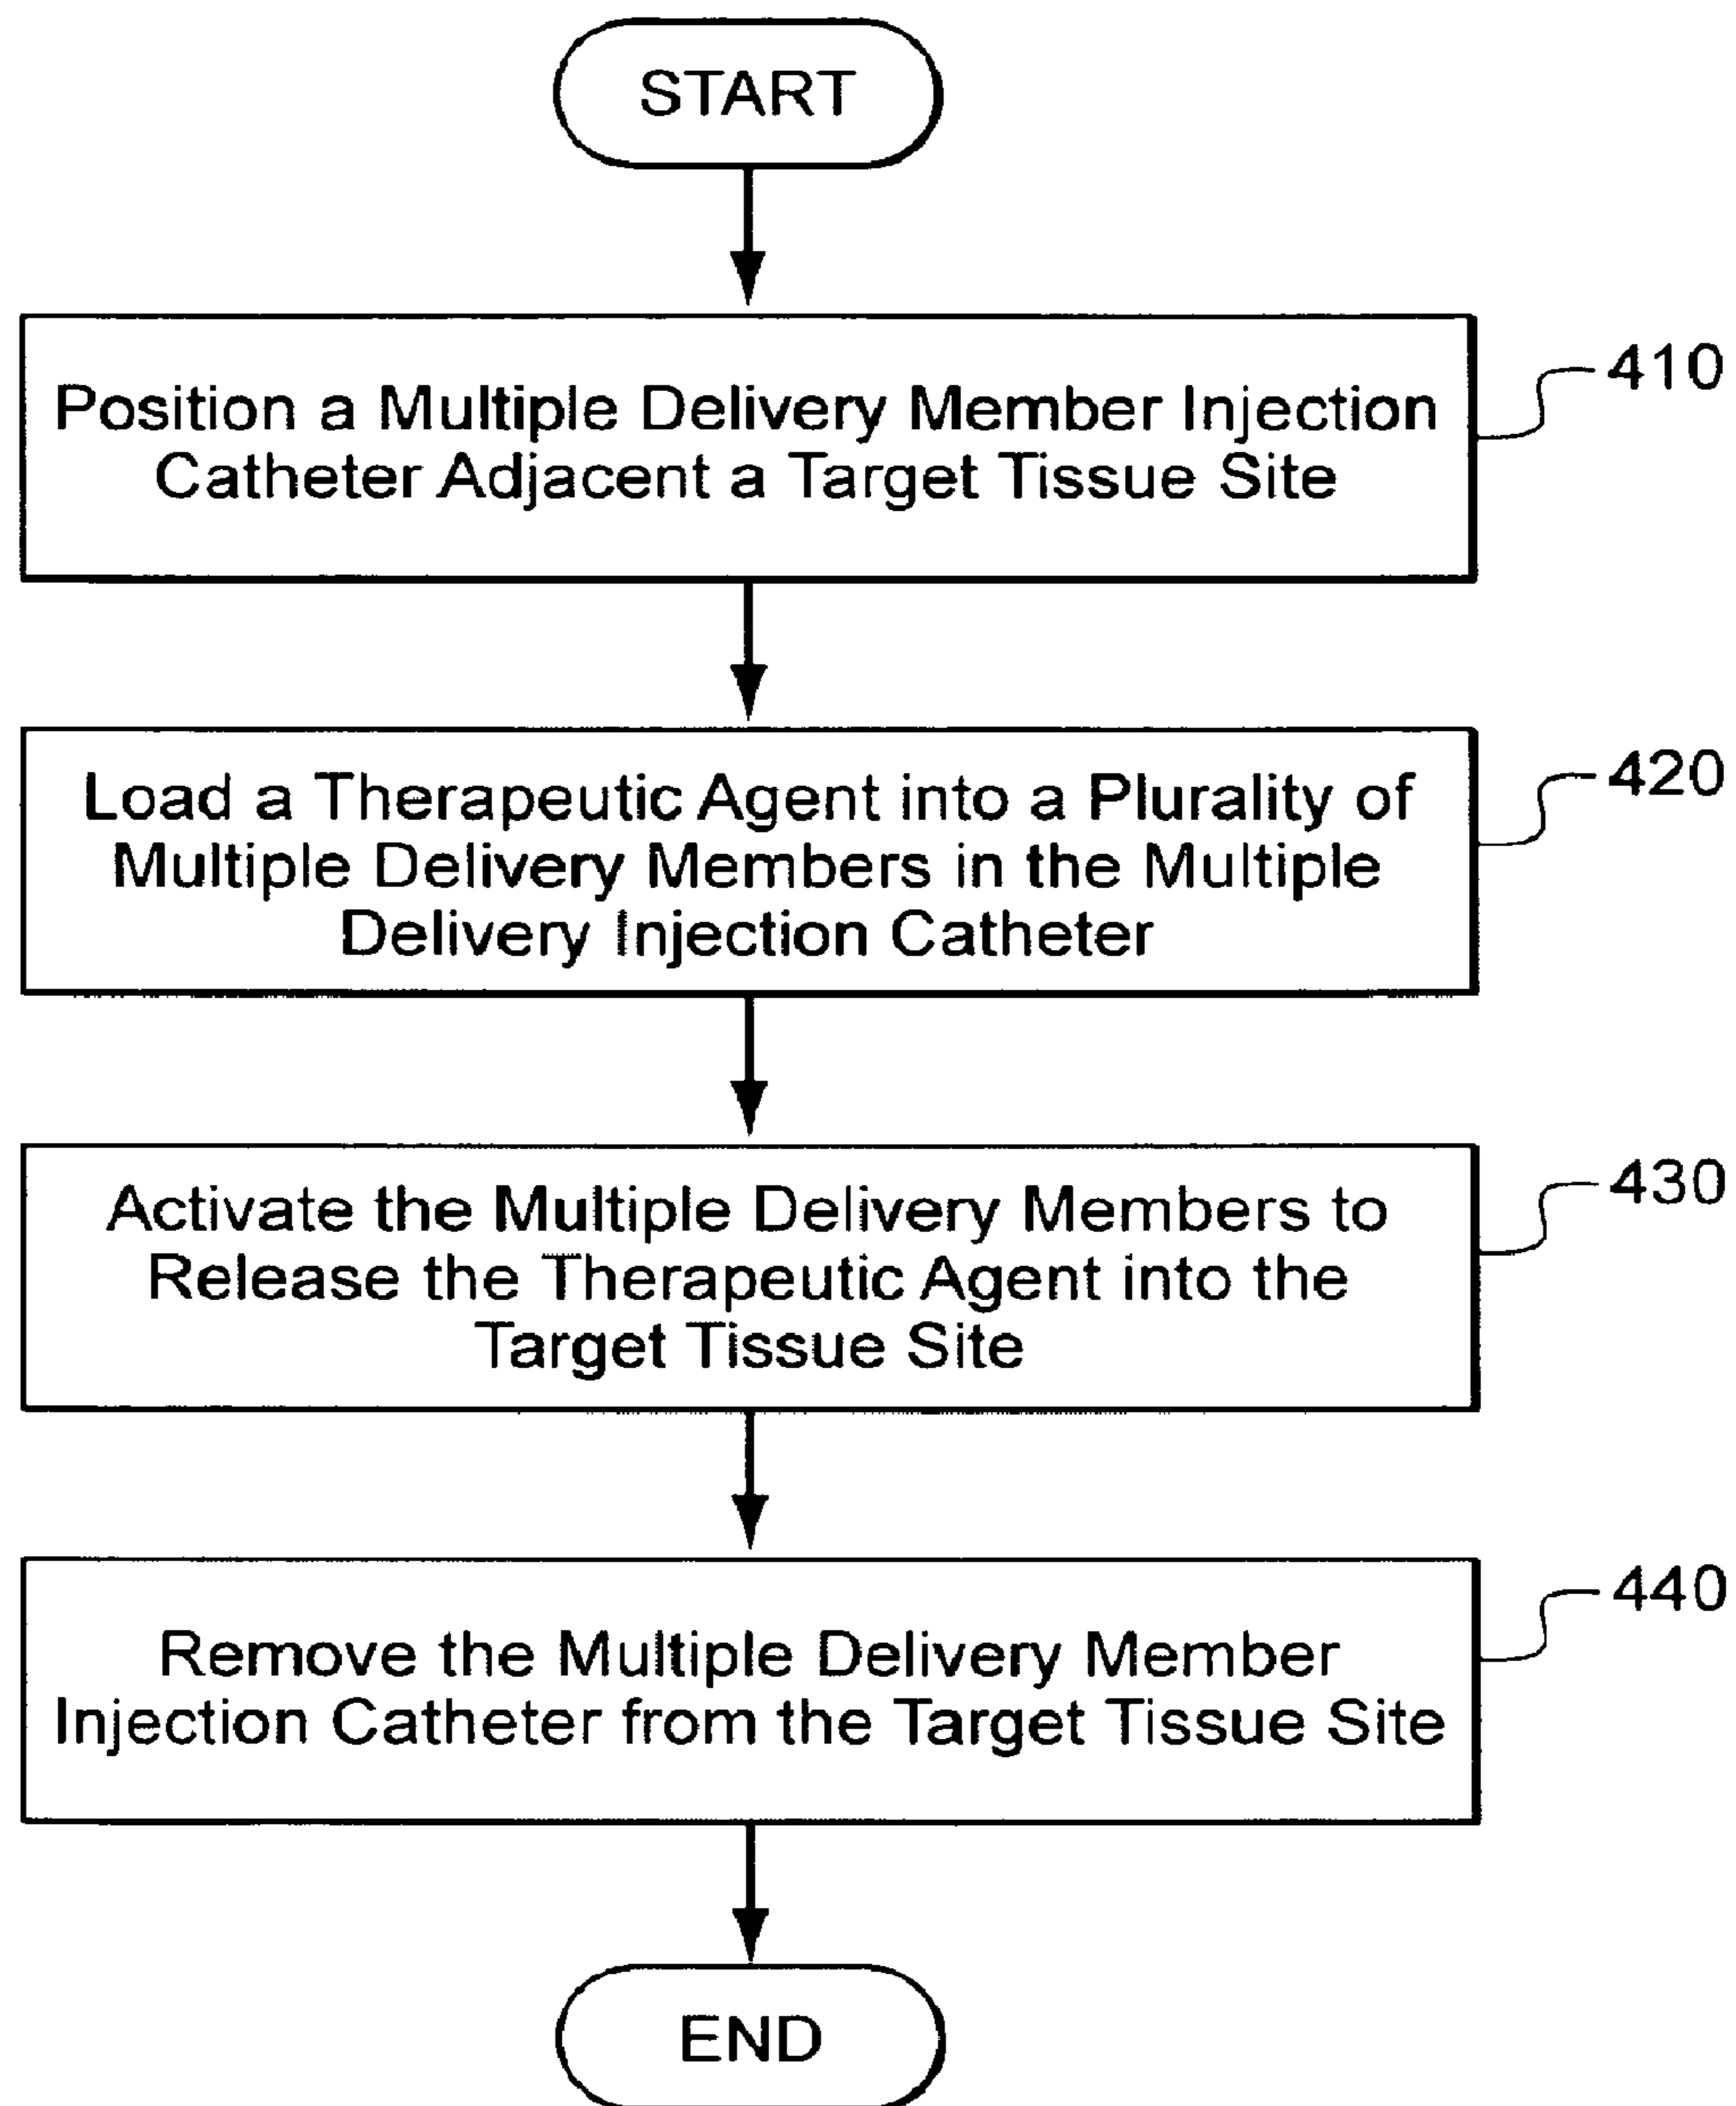 START
Position a Multiple Delivery Member Injection
Catheter Adjacent a Target Tissue Site
410
Load a Therapeutic Agent into a Plurality of
Multiple Delivery Members in the Multiple
Delivery Injection Catheter
420
Activate the Multiple Delivery Members to
Release the Therapeutic Agent into the
Target Tissue Site
430
Remove the Multiple Delivery Member
Injection Catheter from the Target Tissue Site
440
END